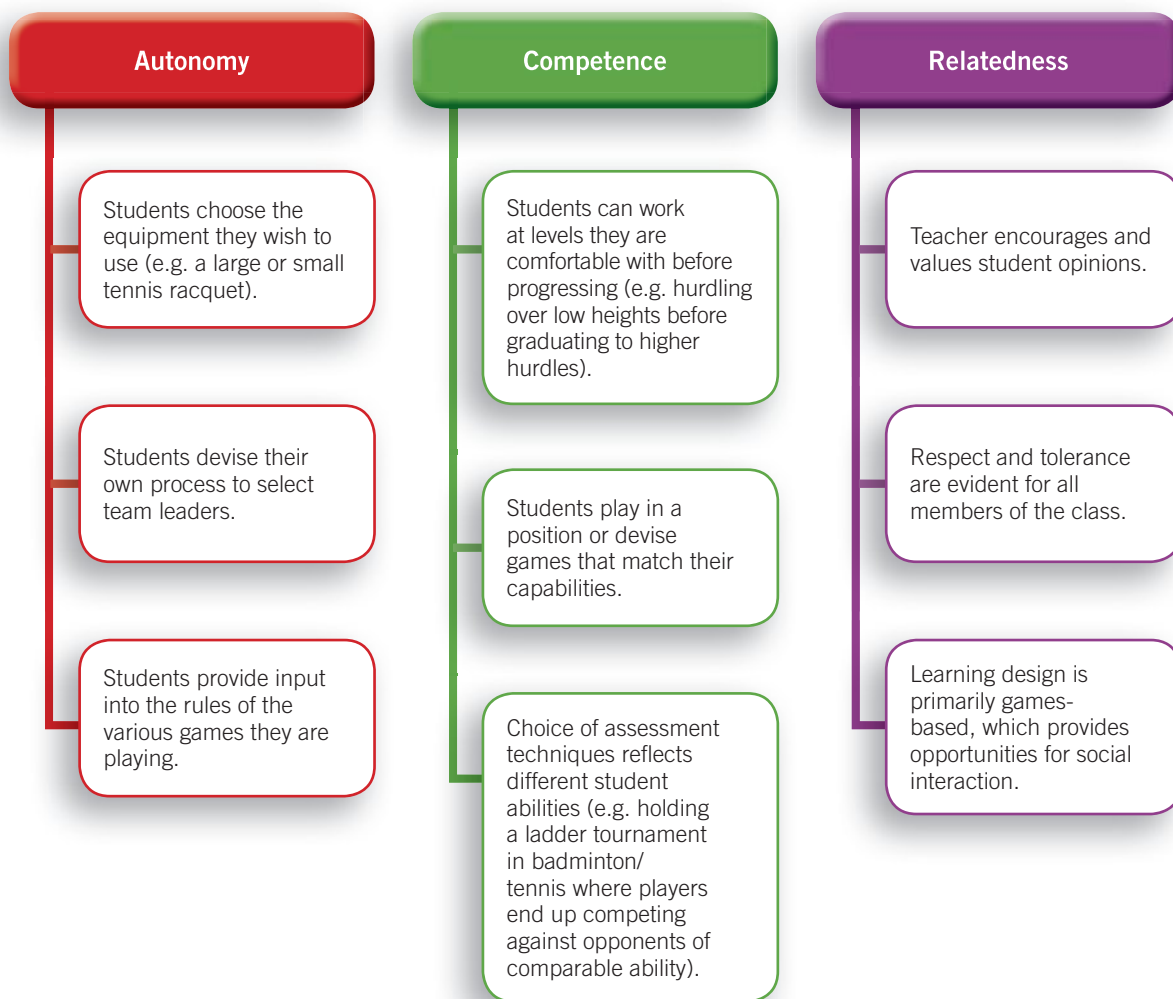 Autonomy
Students choose the
equipment they wish to
use (e.g. a large or small
tennis racquet).
Students devise their
own process to select
team leaders.
Students provide input
into the rules of the
various games they are
playing.
Competence
Students can work
at levels they are
comfortable with before
progressing (e.g. hurdling
over low heights before
graduating to higher
hurdles).
Students play in a
position or devise
games that match their
capabilities.
Choice of assessment
techniques reflects
different student
abilities (e.g. holding
a ladder tournament
in badminton/
tennis where players
end up competing
against opponents of
comparable ability).
Relatedness
Teacher encourages and
values student opinions.
Respect and tolerance
are evident for all
members of the class.
Learning design is
primarily games-
based, which provides
opportunities for social
interaction.